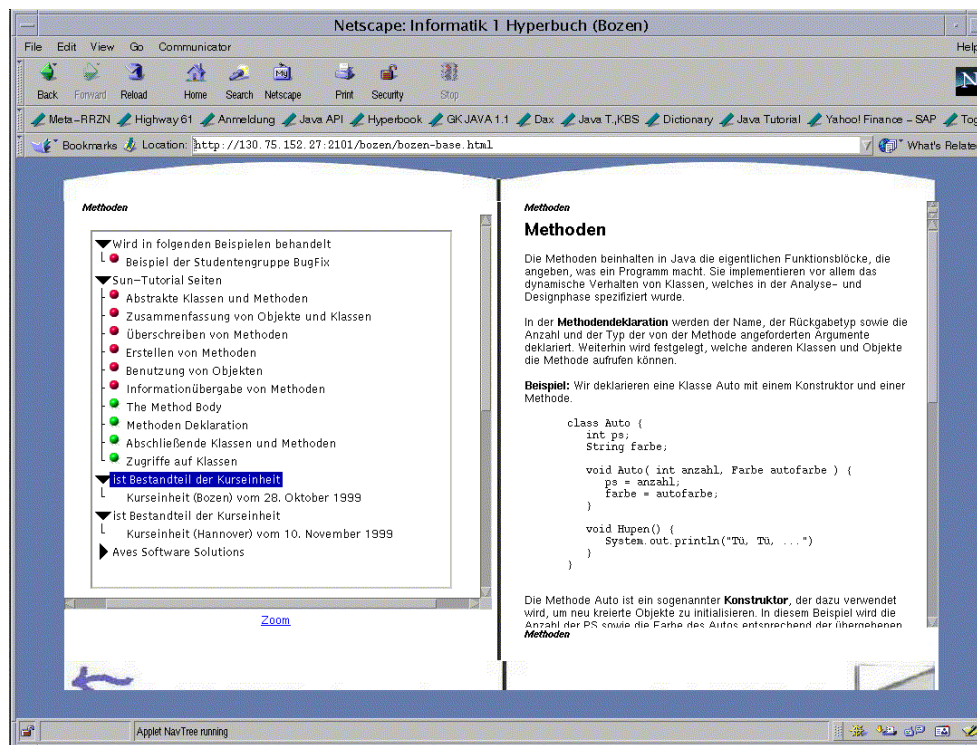 Netscape: Informatik 1 Hyperbuch (Bozen)
File Edit View Go Communicator Help
Back Forward Reload Home Search Netscape Print Security Stop
Meta-RRZN Highway 61 Anmeldung Java API Hyperbook GK JAVA 1.1 Dax Java T.,KBS Dictionary Java Tutorial Yahoo! Finance - SAP Tog
Bookmarks Location: http://130.75.152.27:2101/bozen/bozen-base.html What's Relate
Methoden
Wird in folgenden Beispielen behandelt
Beispiel der Studentengruppe BugFix
Sun-Tutorial Seiten
Abstrakte Klassen und Methoden
Zusammenfassung von Objekte und Klassen
Überschreiben von Methoden
Erstellen von Methoden
Benutzung von Objekten
Informationübergabe von Methoden
The Method Body
Methoden Deklaration
Abschließende Klassen und Methoden
Zugriffe auf Klassen
ist Bestandteil der Kurseinheit
Kurseinheit (Bozen) vom 28. Oktober 1999
ist Bestandteil der Kurseinheit
Kurseinheit (Hannover) vom 10. November 1999
Aves Software Solutions
Zoom
Methoden
Methoden
Die Methoden beinhalten in Java die eigentlichen Funktionsblöcke, die
angeben, was ein Programm macht. Sie implementieren vor allem das
dynamische Verhalten von Klassen, welches in der Analyse- und
Designphase spezifiziert wurde.
In der Methodendeklaration werden der Name, der Rückgabetyp sowie die
Anzahl und der Typ der von der Methode angeforderten Argumente
deklariert. Weiterhin wird festgelegt, welche anderen Klassen und Objekte
die Methode aufrufen können.
Beispiel: Wir deklarieren eine Klasse Auto mit einem Konstruktor und einer
Methode.
class Auto {
int ps;
String farbe;
void Auto( int anzahl, Farbe autofarbe ) {
ps = anzahl;
farbe = autofarbe;
}
void Hupen() {
System.out.println("Tü, Tü, ...")
}
}
Die Methode Auto ist ein sogenannter Konstruktor, der dazu verwendet
wird, um neu kreierte Objekte zu initialisieren. In diesem Beispiel wird die
Anzahl der PS sowie die Farbe des Autos entsprechend der übergebenen
Methoden
Applet NavTree running